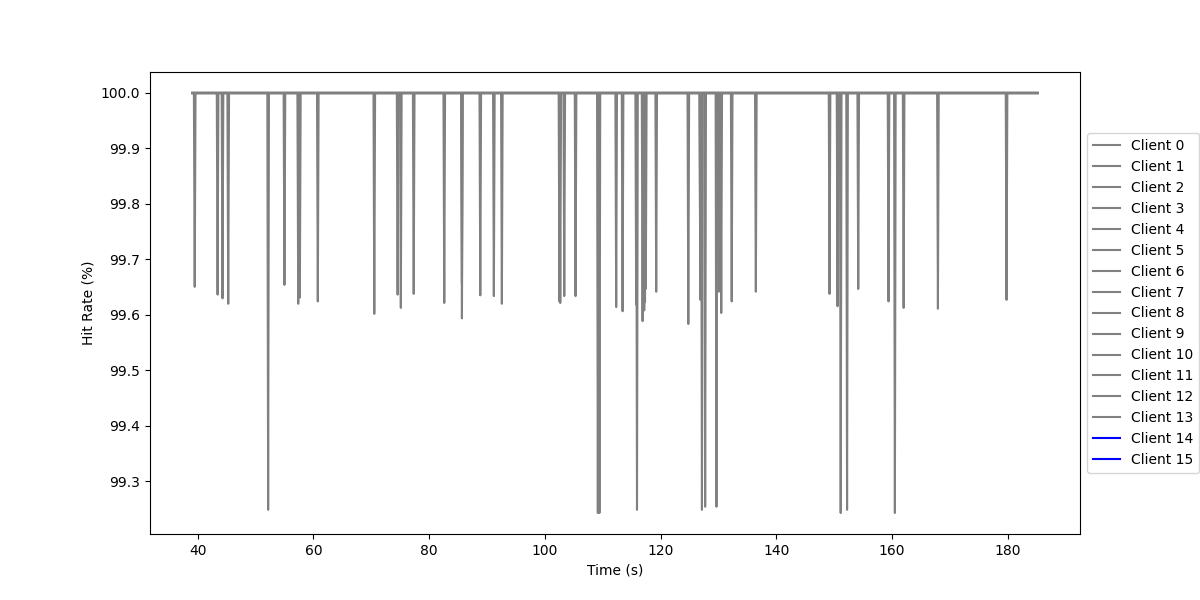 100.0
99.9
99.8
99.7
99.6
99.5
99.4
99.3
Hit Rate (%)
40 60 80 100 120 140 160 180
Time (s)
Client 0
Client 1
Client 2
Client 3
Client 4
Client 5
Client 6
Client 7
Client 8
Client 9
Client 10
Client 11
Client 12
Client 13
Client 14
Client 15